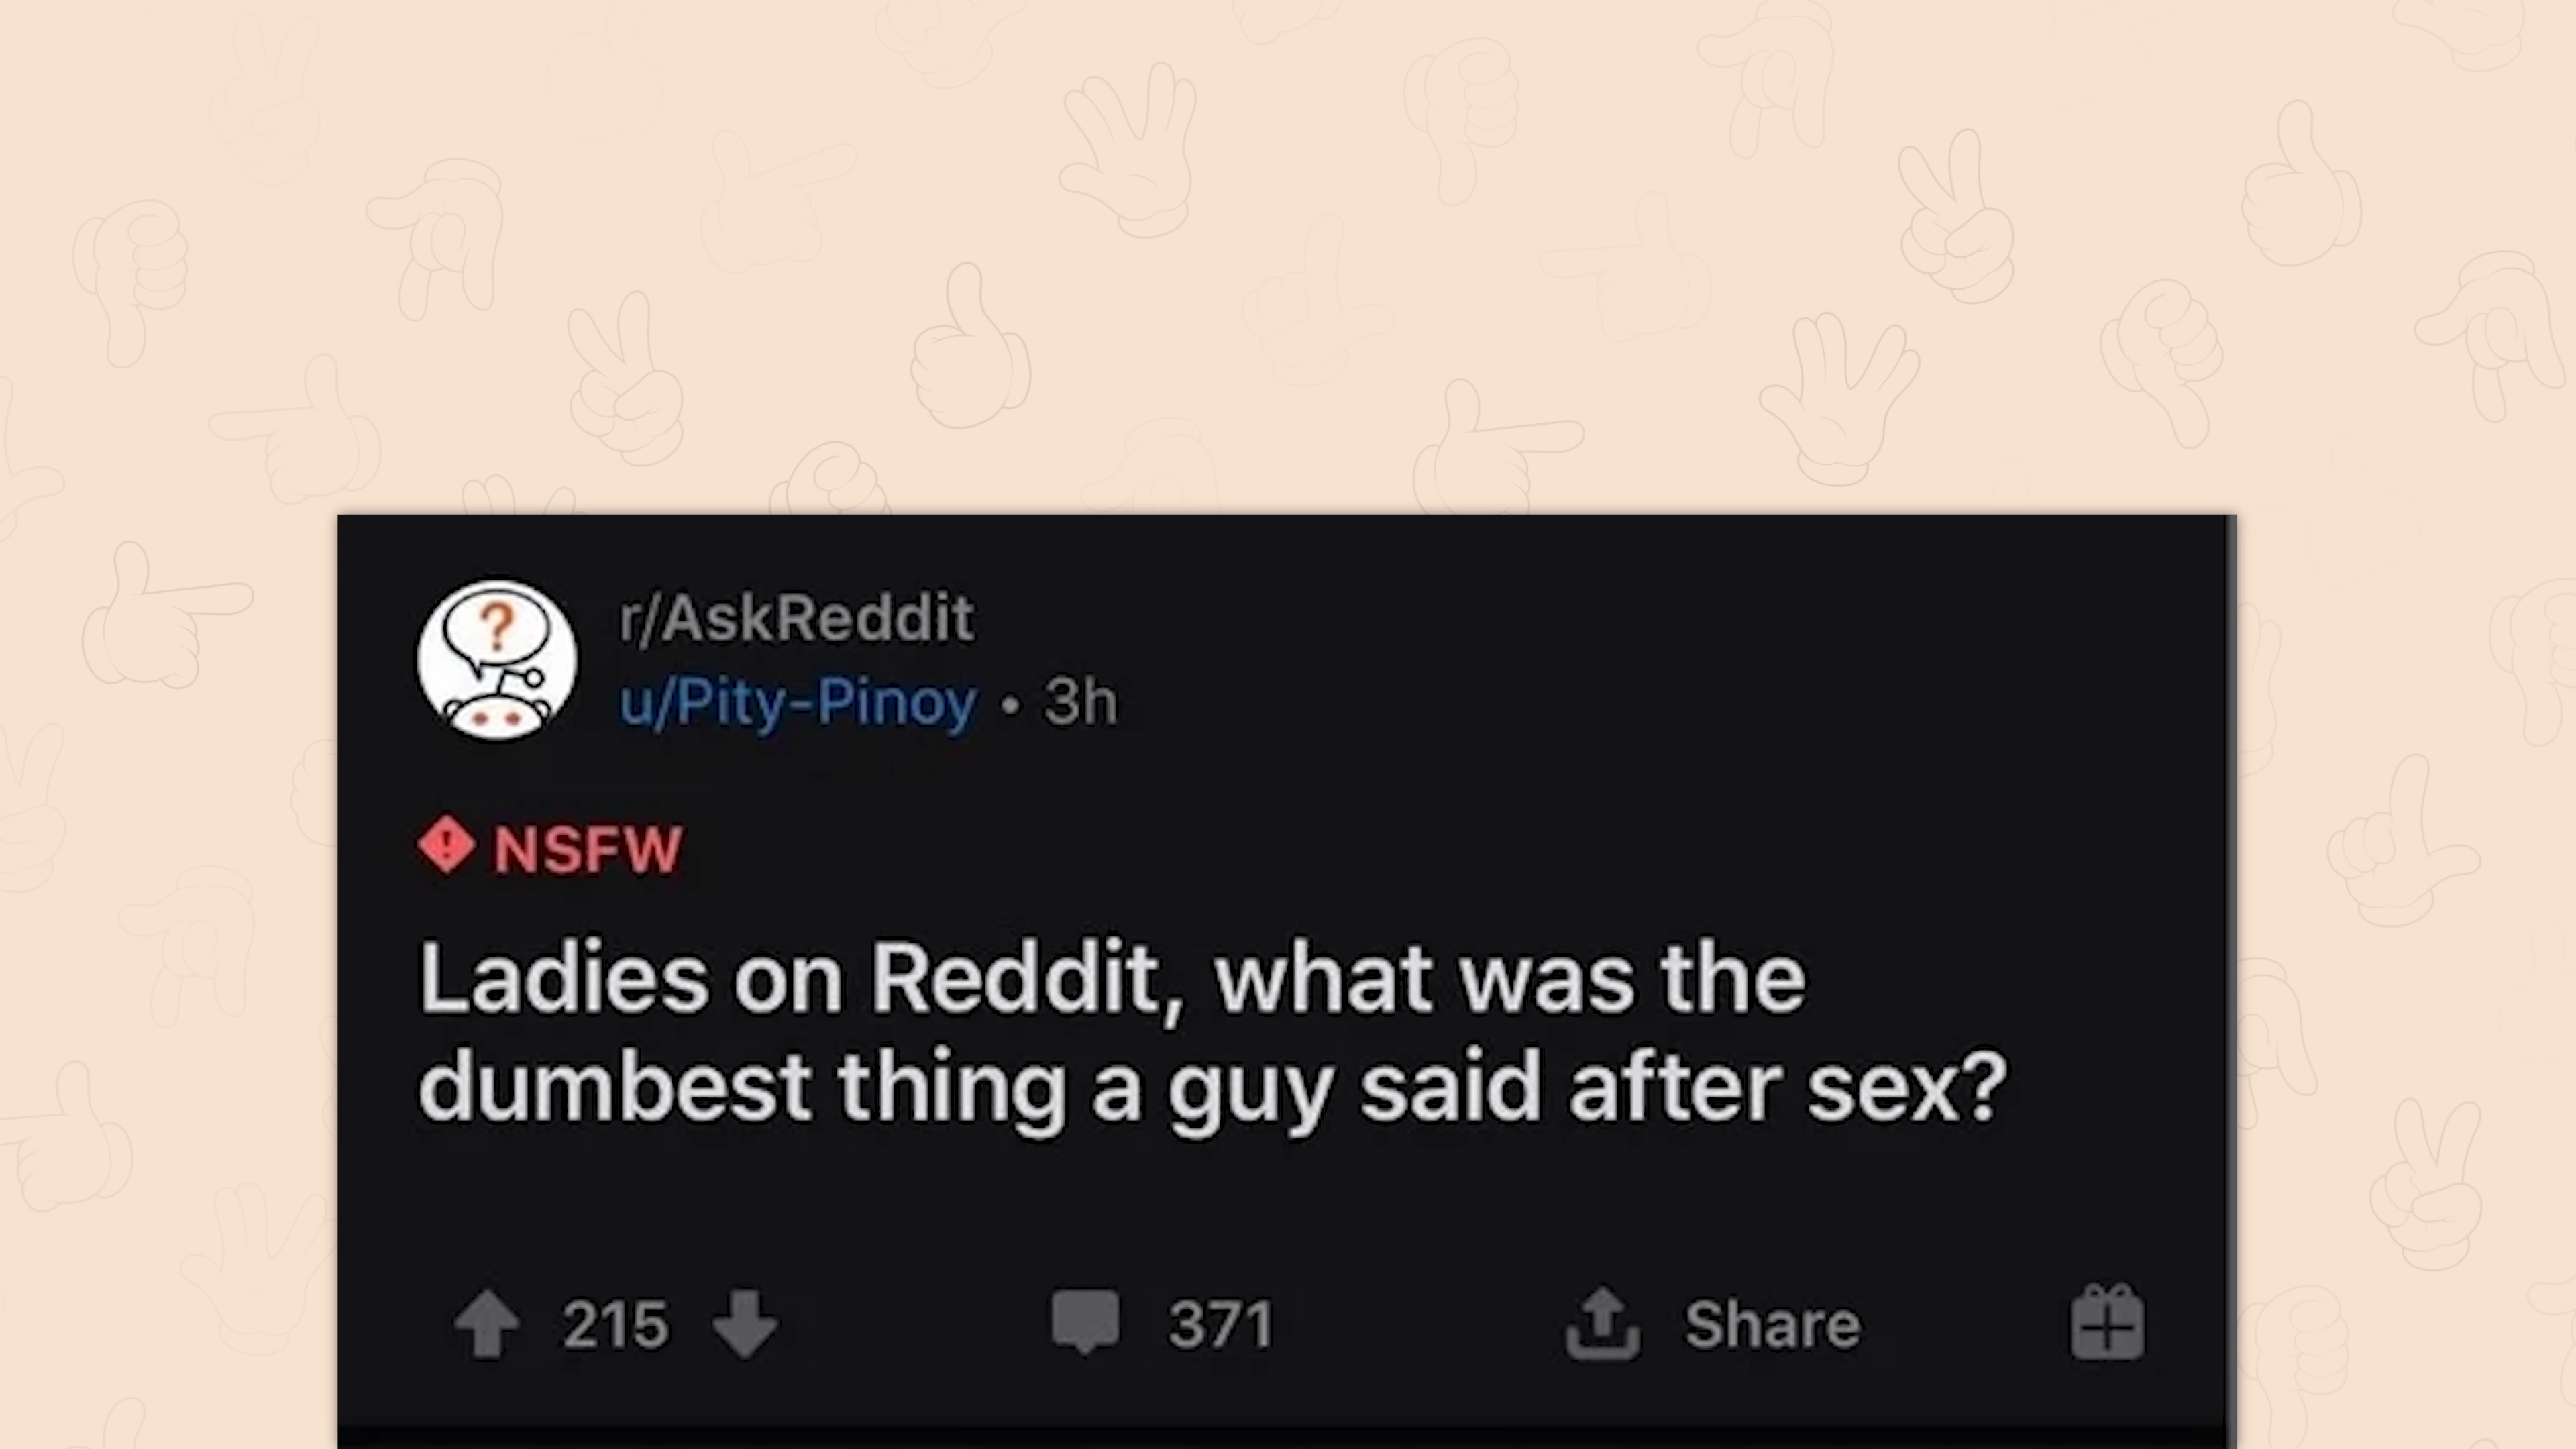 r/AskReddit
u/Pity-Pinoy • 3h
NSFW
Ladies on Reddit, what was the
dumbest thing a guy said after sex?
215 371 Share